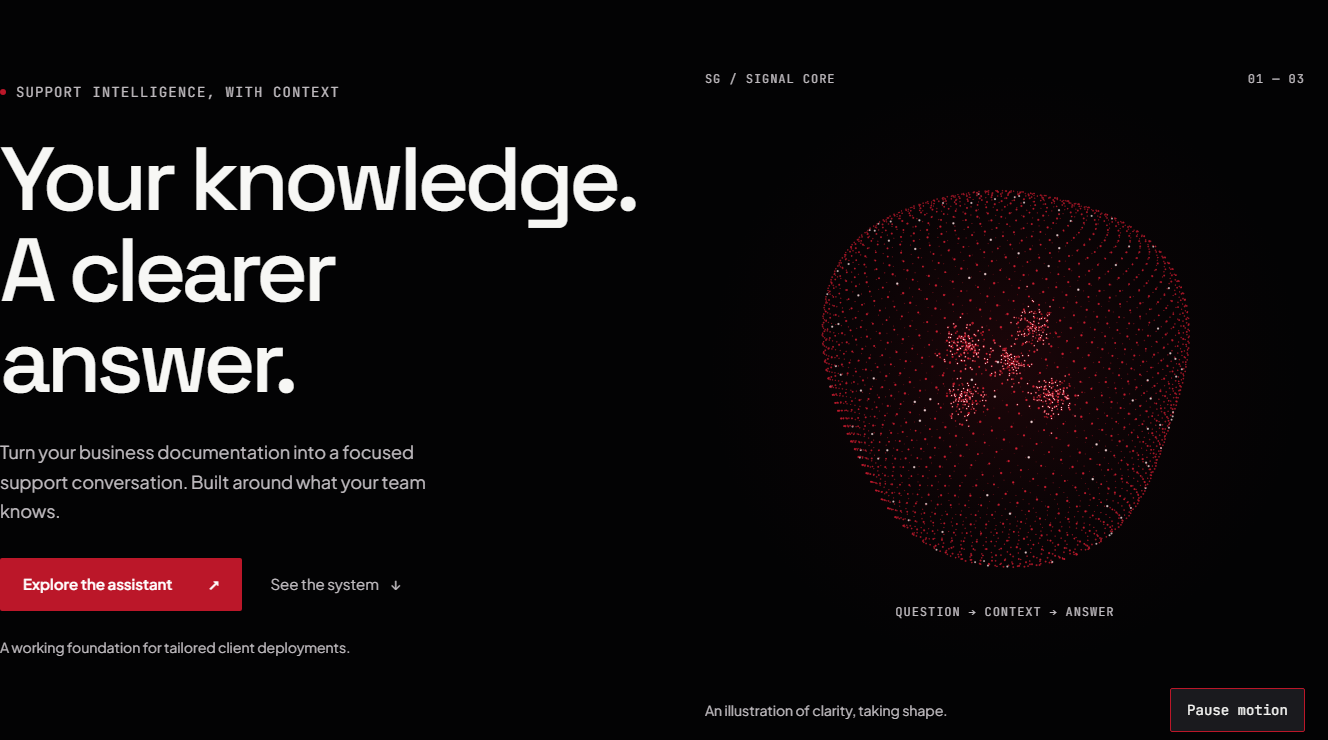 SUPPORT INTELLIGENCE, WITH CONTEXT
Your knowledge.
A clearer
answer.
Turn your business documentation into a focused
support conversation. Built around what your team
knows.
Explore the assistant ↗
See the system ↓
A working foundation for tailored client deployments.
SG / SIGNAL CORE
01 — 03
QUESTION → CONTEXT → ANSWER
An illustration of clarity, taking shape.
Pause motion